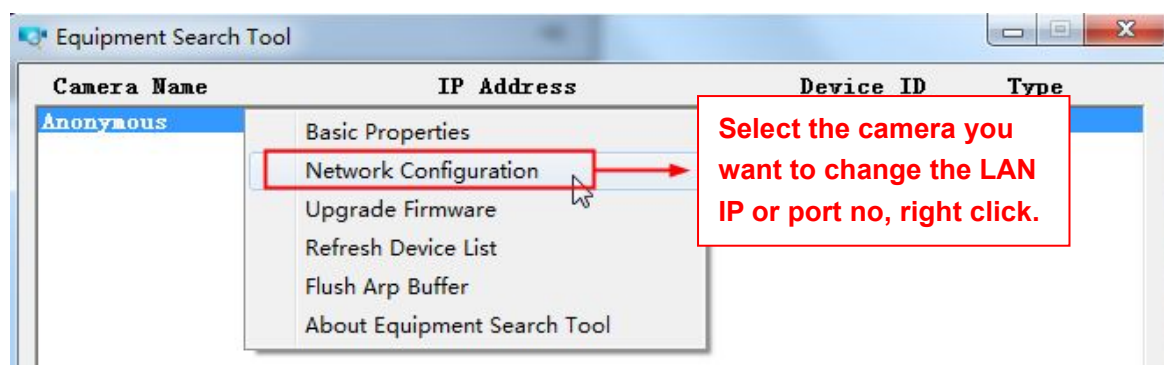 Equipment Search Tool
Camera Name IP Address Device ID Type
Anonymous
Basic Properties
Network Configuration
Upgrade Firmware
Refresh Device List
Flush Arp Buffer
About Equipment Search Tool
Select the camera you
want to change the LAN
IP or port no, right click.